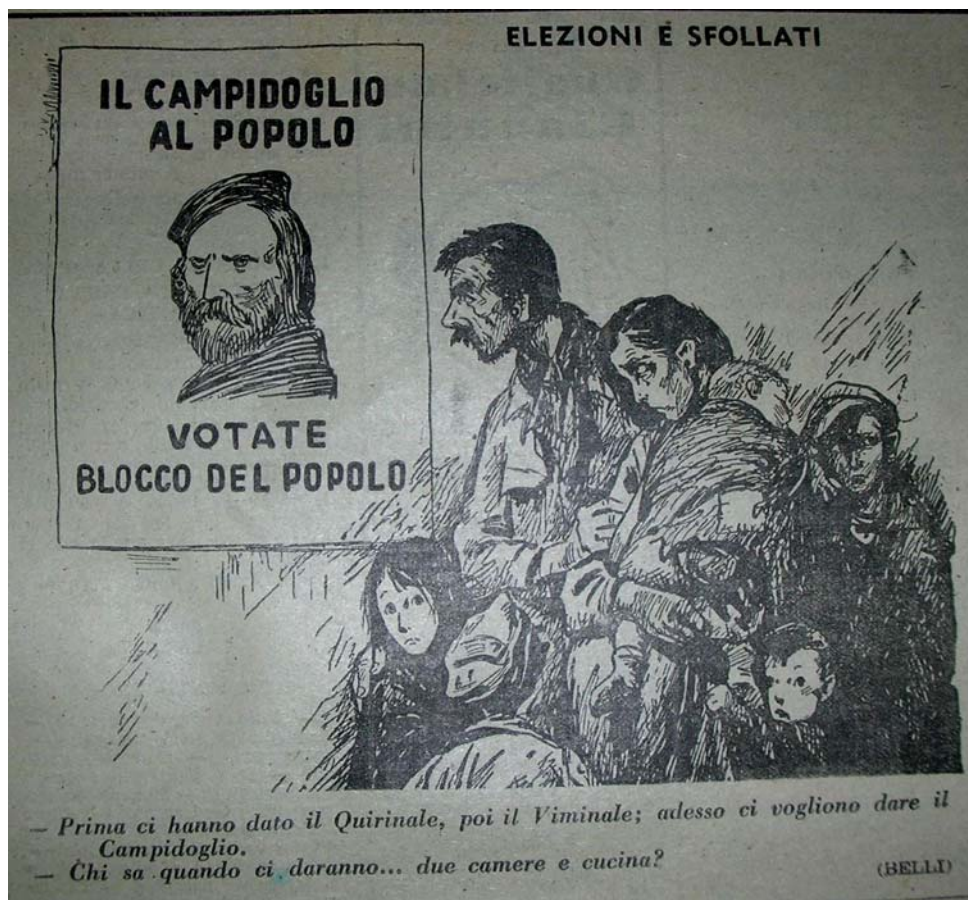 ELEZIONI E SFOLLATI
IL CAMPIDOGLIO
AL POPOLO
VOTATE
BLOCCO DEL POPOLO
— Prima ci hanno dato il Quirinale, poi il Viminale; adesso ci vogliono dare il
Campidoglio.
— Chi sa quando ci daranno... due camere e cucina?
(BELLI)